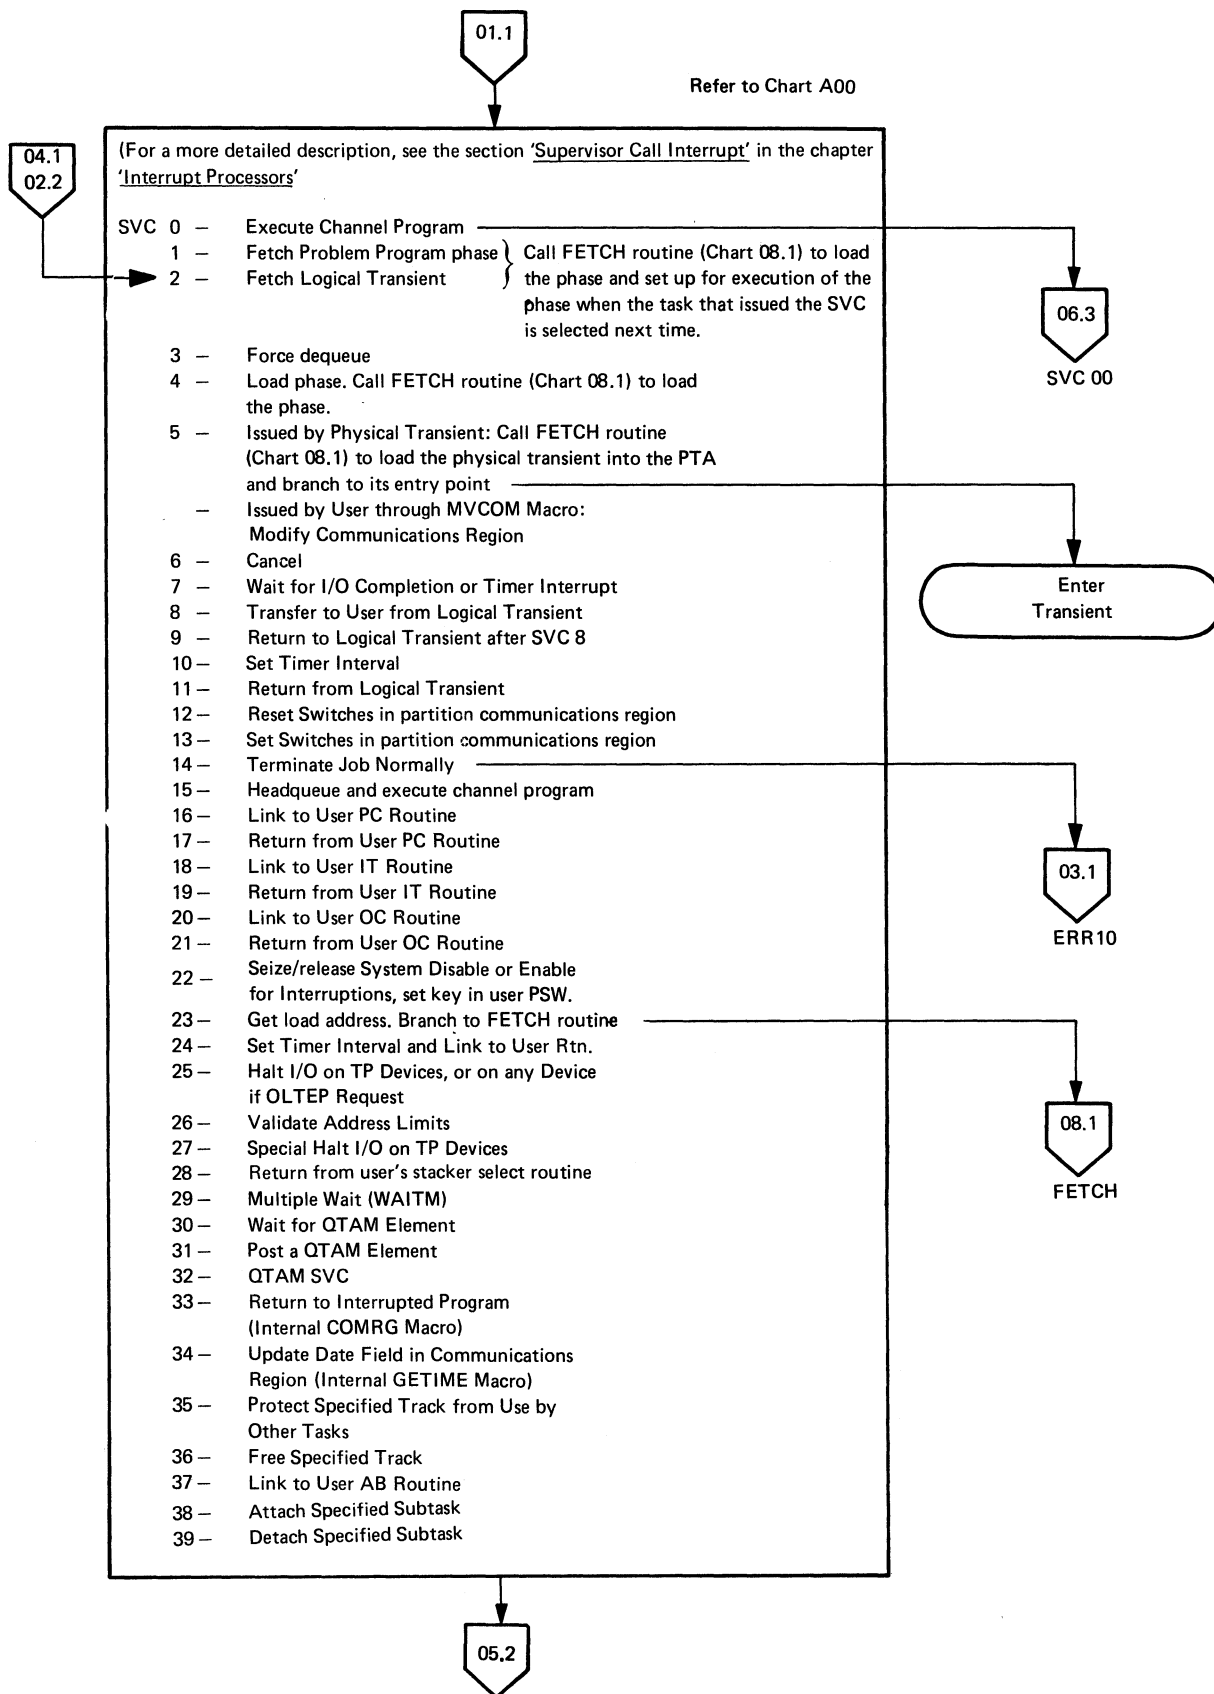 01.1
Refer to Chart A00
04.1
02.2
(For a more detailed description, see the section 'Supervisor Call Interrupt' in the chapter
'Interrupt Processors'
SVC 0 – Execute Channel Program
1 – Fetch Problem Program phase } Call FETCH routine (Chart 08.1) to load
2 – Fetch Logical Transient the phase and set up for execution of the
phase when the task that issued the SVC
is selected next time.
06.3
SVC 00
3 – Force dequeue
4 – Load phase. Call FETCH routine (Chart 08.1) to load
the phase.
5 – Issued by Physical Transient: Call FETCH routine
(Chart 08.1) to load the physical transient into the PTA
and branch to its entry point
– Issued by User through MVCOM Macro:
Modify Communications Region
Enter
Transient
6 – Cancel
7 – Wait for I/O Completion or Timer Interrupt
8 – Transfer to User from Logical Transient
9 – Return to Logical Transient after SVC 8
10 – Set Timer Interval
11 – Return from Logical Transient
12 – Reset Switches in partition communications region
13 – Set Switches in partition communications region
14 – Terminate Job Normally
15 – Headqueue and execute channel program
16 – Link to User PC Routine
17 – Return from User PC Routine
18 – Link to User IT Routine
19 – Return from User IT Routine
20 – Link to User OC Routine
21 – Return from User OC Routine
03.1
ERR10
22 – Seize/release System Disable or Enable
for Interruptions, set key in user PSW.
23 – Get load address. Branch to FETCH routine
24 – Set Timer Interval and Link to User Rtn.
25 – Halt I/O on TP Devices, or on any Device
if OLTEP Request
26 – Validate Address Limits
27 – Special Halt I/O on TP Devices
28 – Return from user's stacker select routine
29 – Multiple Wait (WAITM)
08.1
FETCH
30 – Wait for QTAM Element
31 – Post a QTAM Element
32 – QTAM SVC
33 – Return to Interrupted Program
(Internal COMRG Macro)
34 – Update Date Field in Communications
Region (Internal GETIME Macro)
35 – Protect Specified Track from Use by
Other Tasks
36 – Free Specified Track
37 – Link to User AB Routine
38 – Attach Specified Subtask
39 – Detach Specified Subtask
05.2